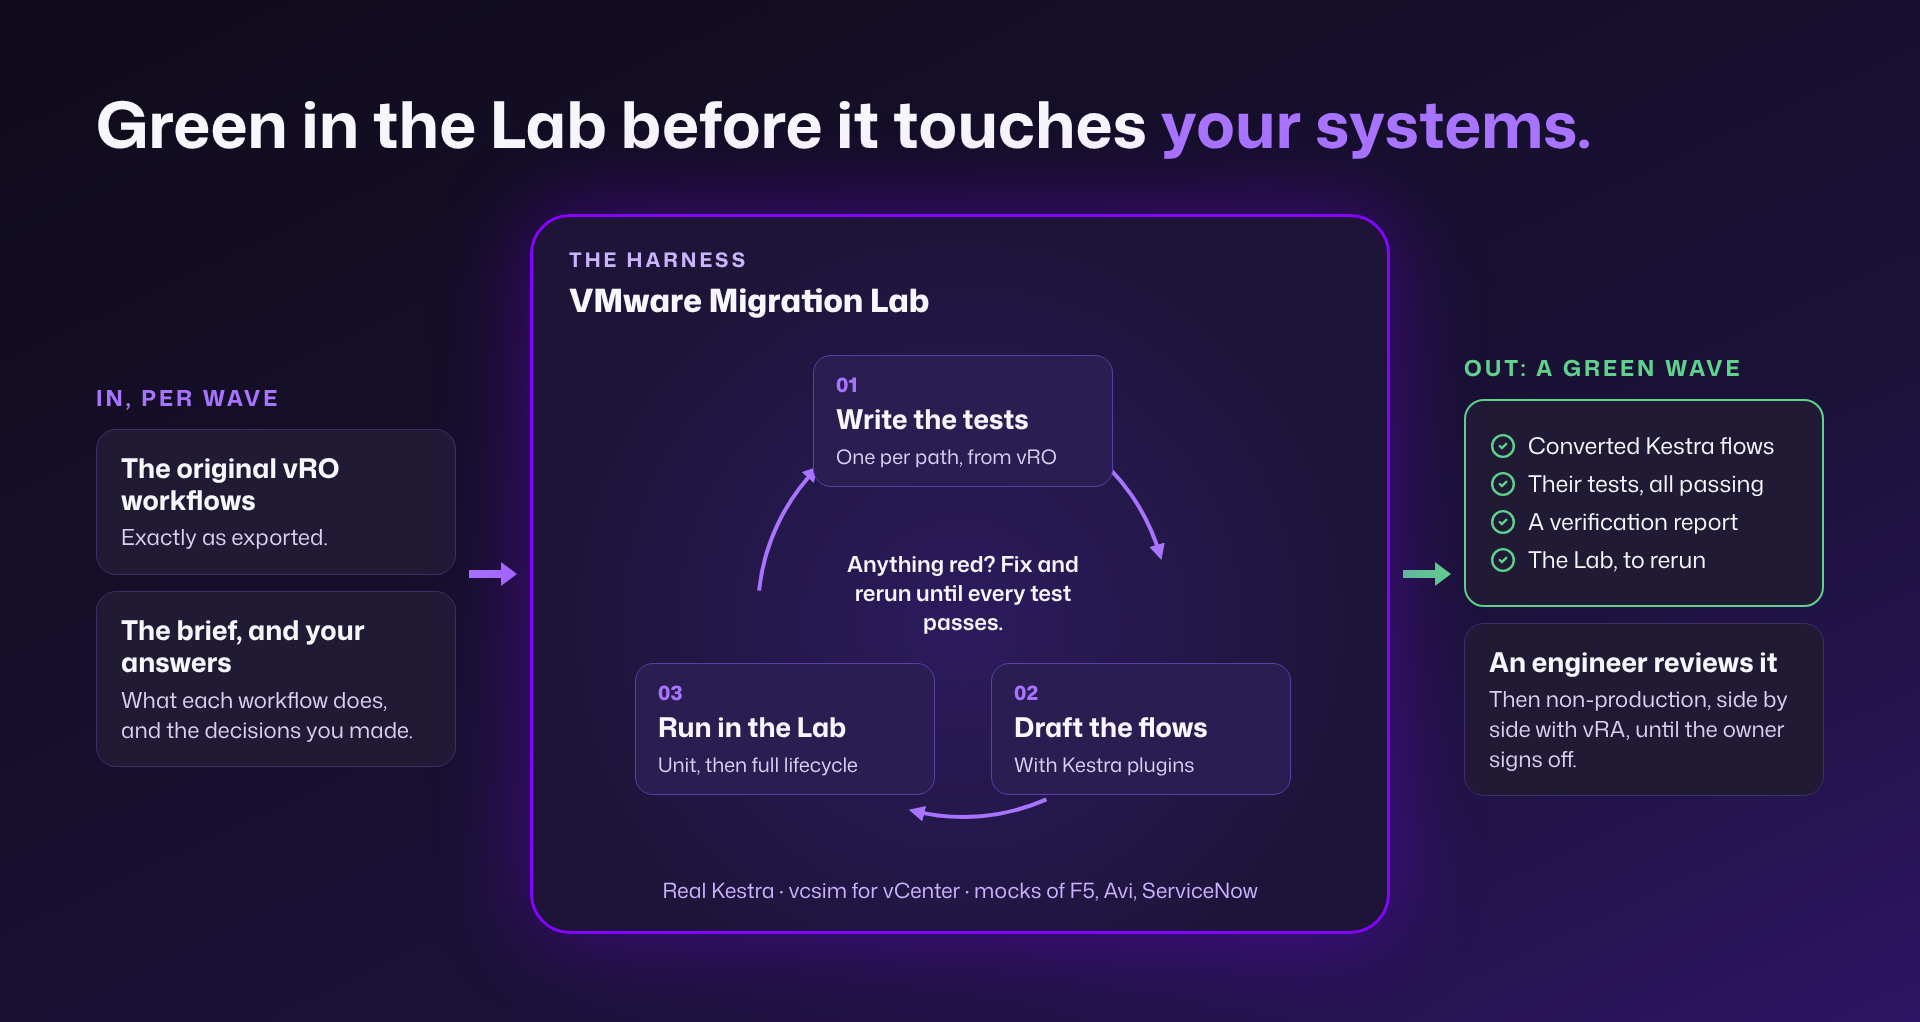 Green in the Lab before it touches your systems.
IN, PER WAVE
The original vRO
workflows
Exactly as exported.
The brief, and your
answers
What each workflow does,
and the decisions you made.
THE HARNESS
VMware Migration Lab
01
Write the tests
One per path, from vRO
Anything red? Fix and
rerun until every test
passes.
03
Run in the Lab
Unit, then full lifecycle
02
Draft the flows
With Kestra plugins
Real Kestra · vcsim for vCenter · mocks of F5, Avi, ServiceNow
OUT: A GREEN WAVE
Converted Kestra flows
Their tests, all passing
A verification report
The Lab, to rerun
An engineer reviews it
Then non-production, side by
side with vRA, until the owner
signs off.